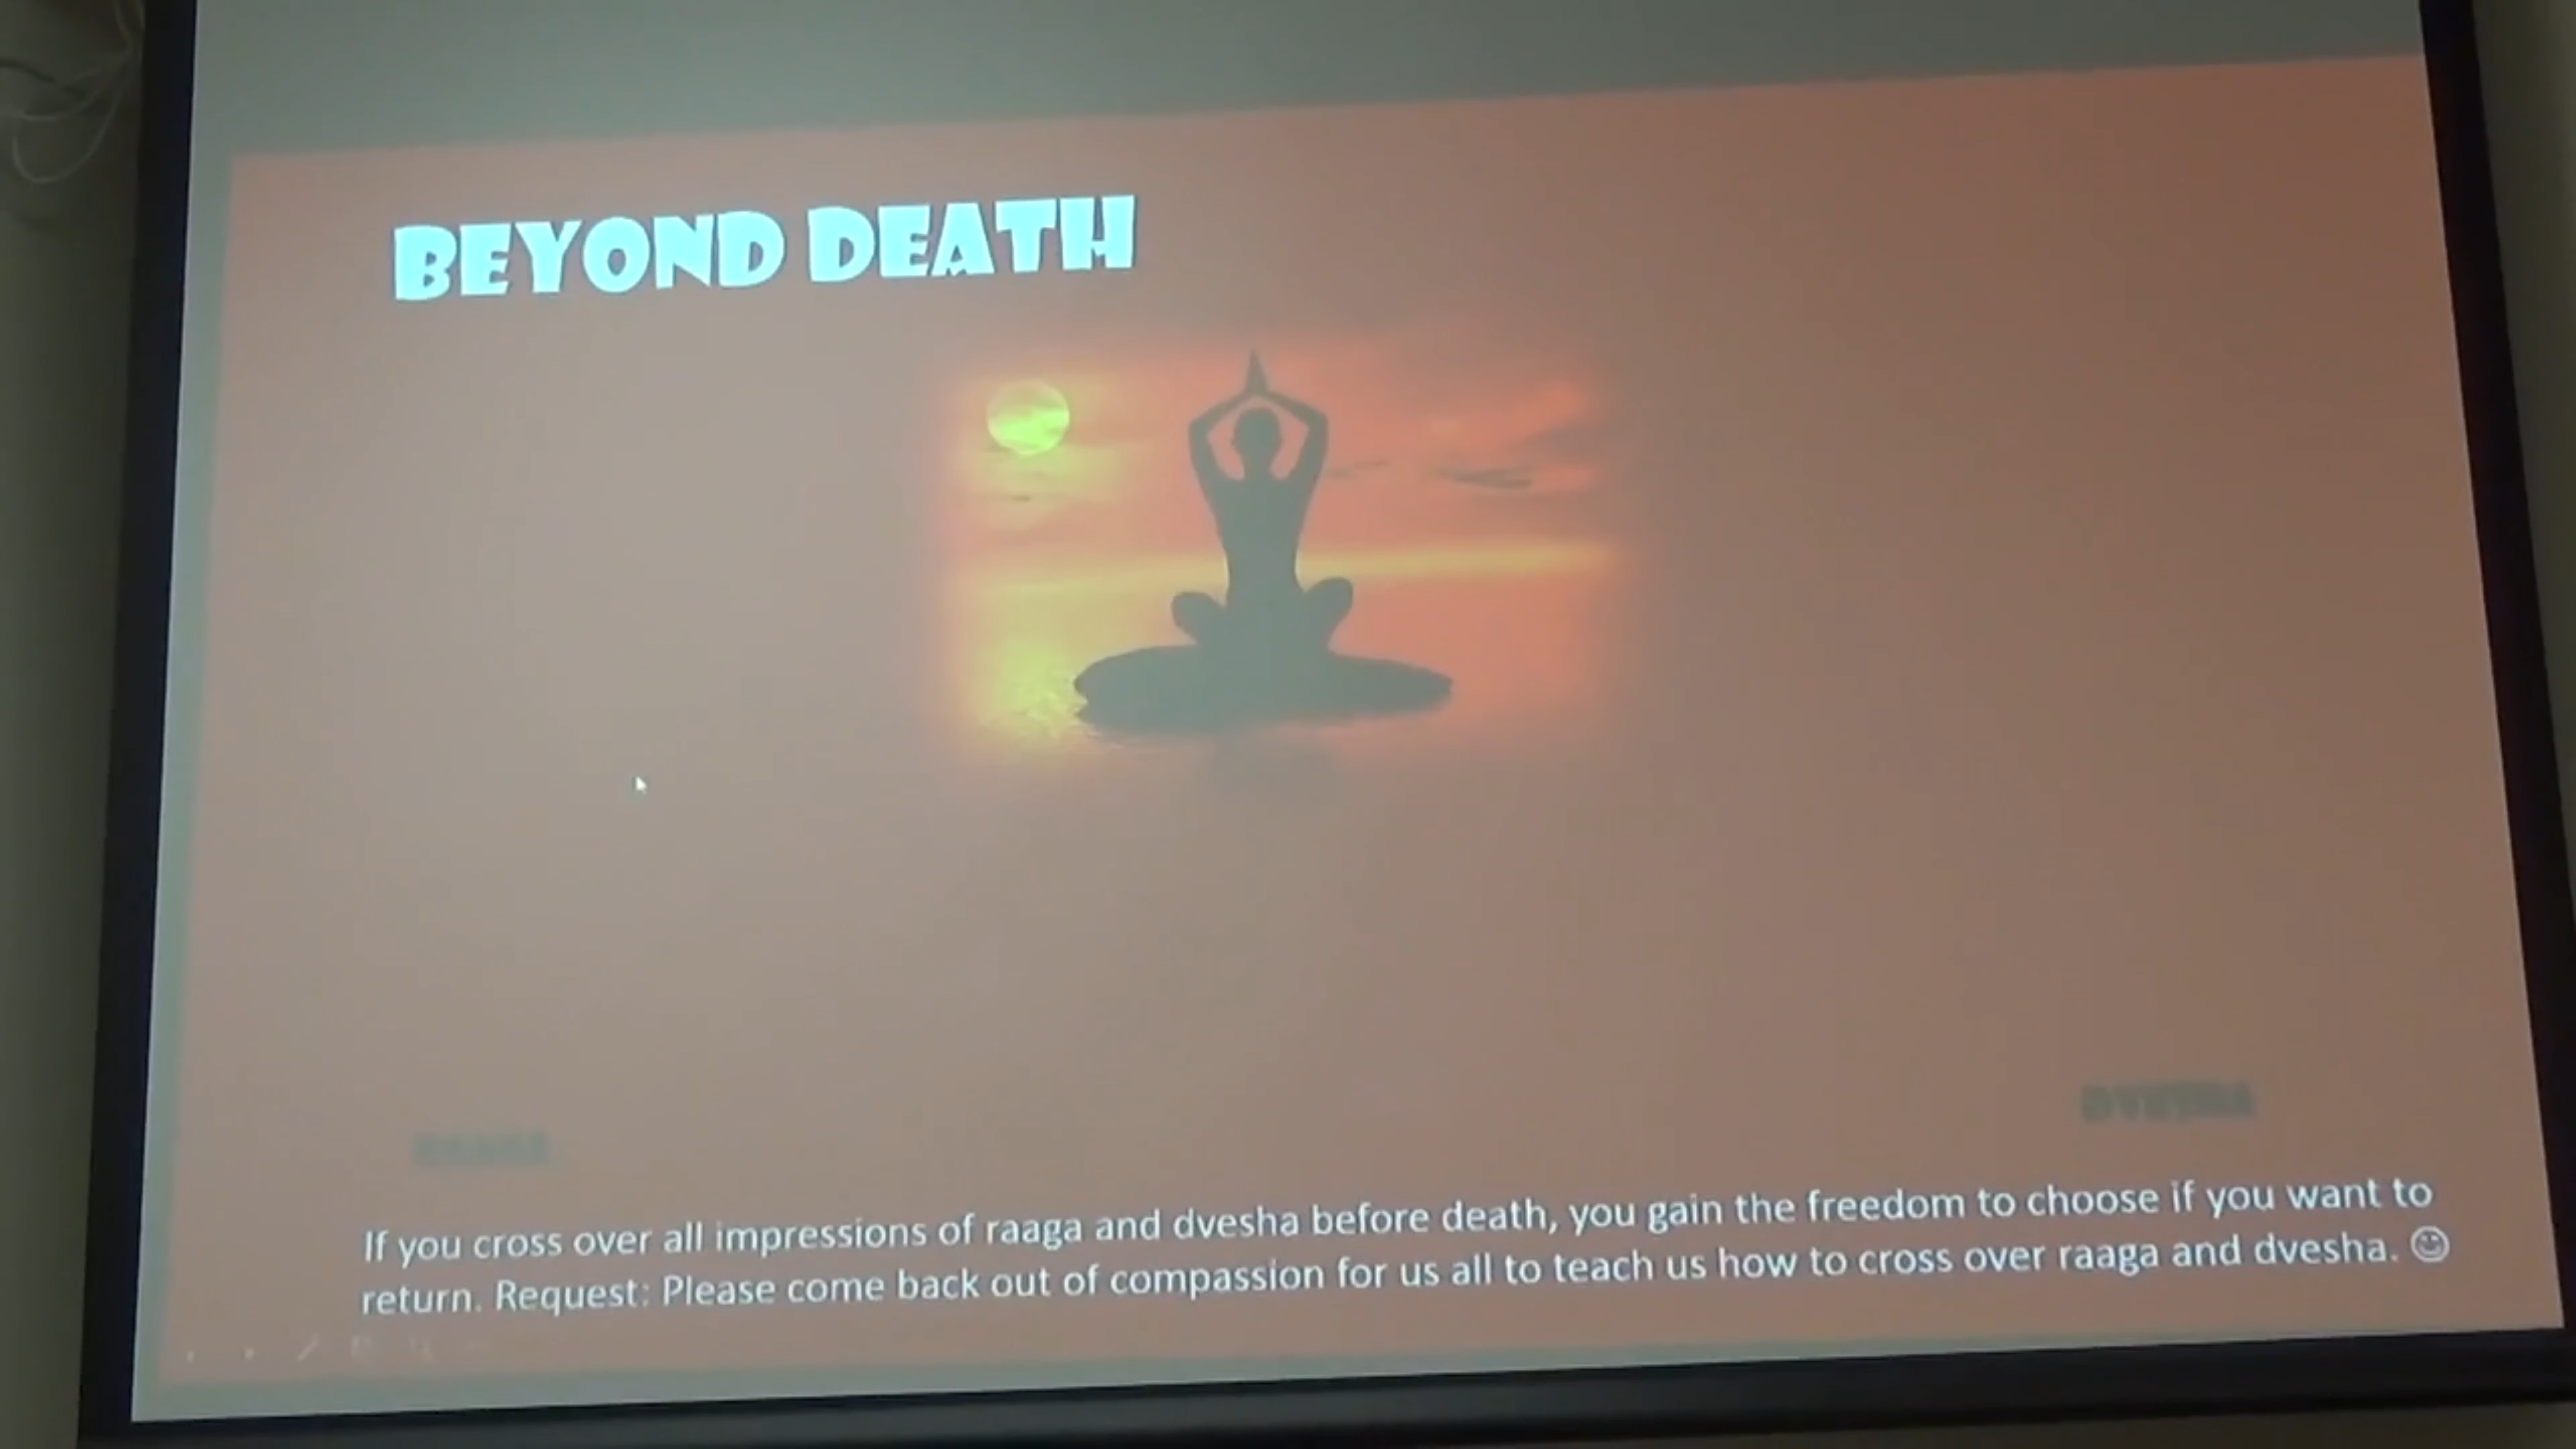 BEYOND DEATH
DVESHA
If you cross over all impressions of raaga and dvesha before death, you gain the freedom to choose if you want to
return. Request: Please come back out of compassion for us all to teach us how to cross over raaga and dvesha. ☺